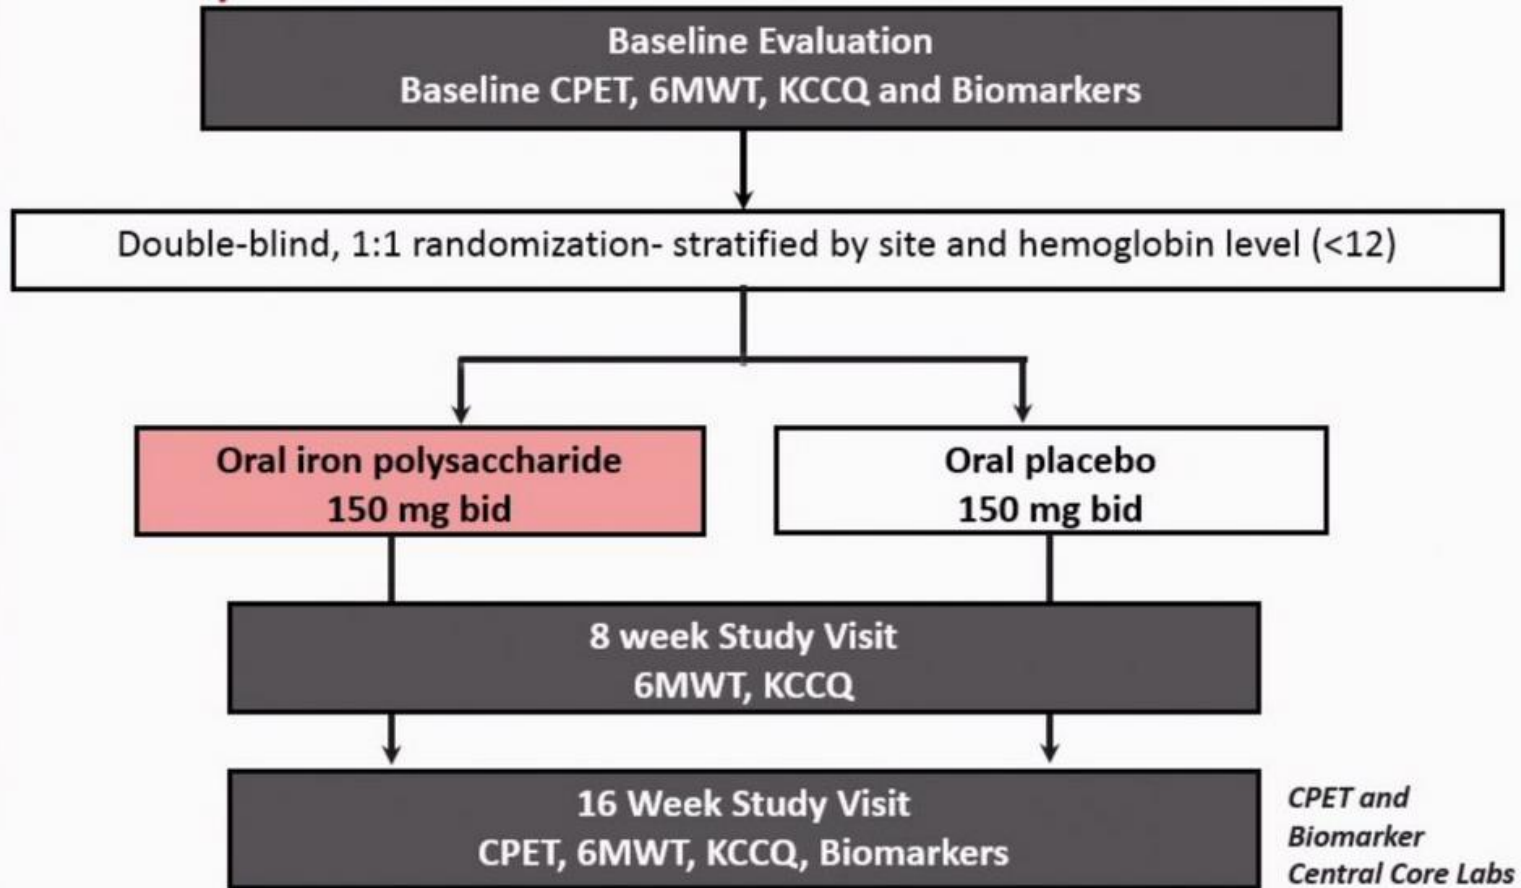 Baseline Evaluation
Baseline CPET, 6MWT, KCCQ and Biomarkers
Double-blind, 1:1 randomization- stratified by site and hemoglobin level (<12)
Oral iron polysaccharide
150 mg bid
Oral placebo
150 mg bid
8 week Study Visit
6MWT, KCCQ
16 Week Study Visit
CPET, 6MWT, KCCQ, Biomarkers
CPET and
Biomarker
Central Core Labs